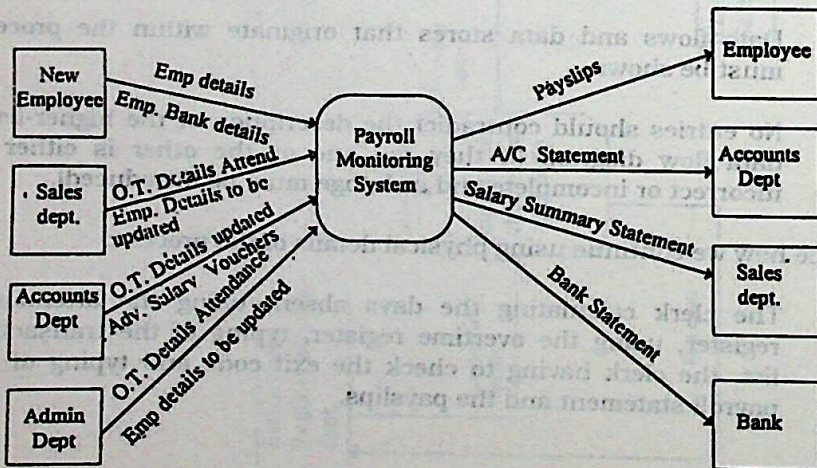 New
Employee
Emp details
Emp. Bank details
Sales
dept.
O.T. Details Attend
Emp. Details to be
updated
Accounts
Dept
O.T. Details updated
Adv. Salary Vouchers
Admin
Dept
O.T. Details Attendance
Emp details to be updated
Payroll
Monitoring
System
Payslips
Employee
A/C Statement
Accounts
Dept
Salary Summary Statement
Sales
dept.
Bank Statement
Bank